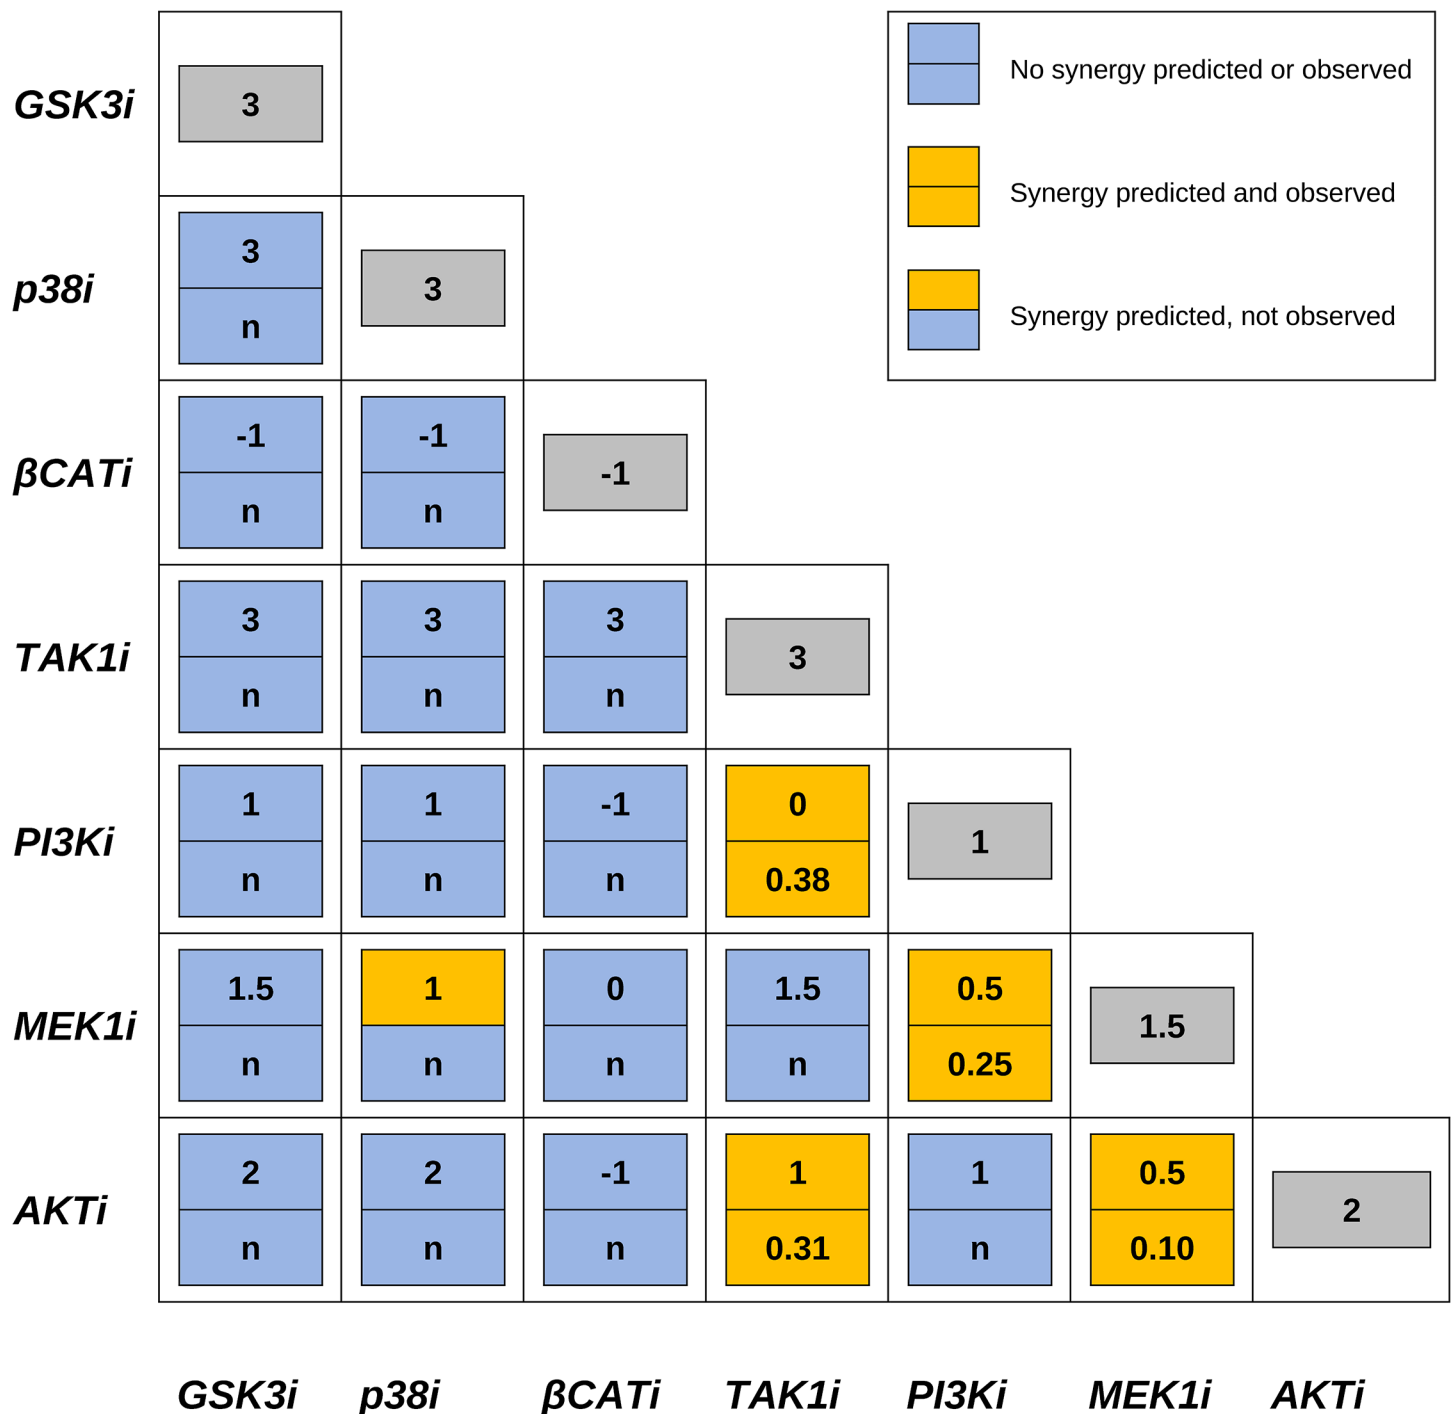 No synergy predicted or observed
GSK3i 3
Synergy predicted and observed
3
p38i 3
n
Synergy predicted, not observed
-1 -1
βCATi -1
n n
3 3 3
TAK1i 3
n n n
1 1 -1 0
PI3Ki 1
n n n 0.38
1.5 1 0 1.5 0.5
MEK1i 1.5
n n n n 0.25
2 2 -1 1 1 0.5
AKTi 2
n n n 0.31 n 0.10
GSK3i p38i βCATi TAK1i PI3Ki MEK1i AKTi